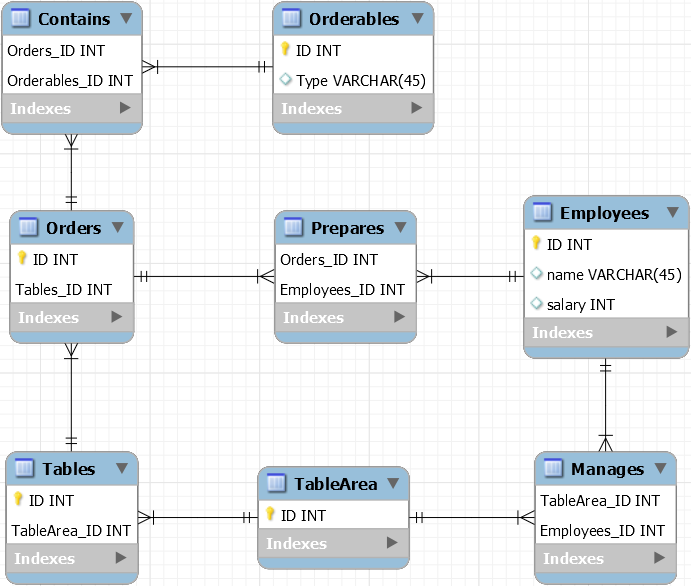 Contains
Orders_ID INT
Orderables_ID INT
Indexes
Orderables
ID INT
Type VARCHAR(45)
Indexes
Orders
ID INT
Tables_ID INT
Indexes
Prepares
Orders_ID INT
Employees_ID INT
Indexes
Employees
ID INT
name VARCHAR(45)
salary INT
Indexes
Tables
ID INT
TableArea_ID INT
Indexes
TableArea
ID INT
Indexes
Manages
TableArea_ID INT
Employees_ID INT
Indexes